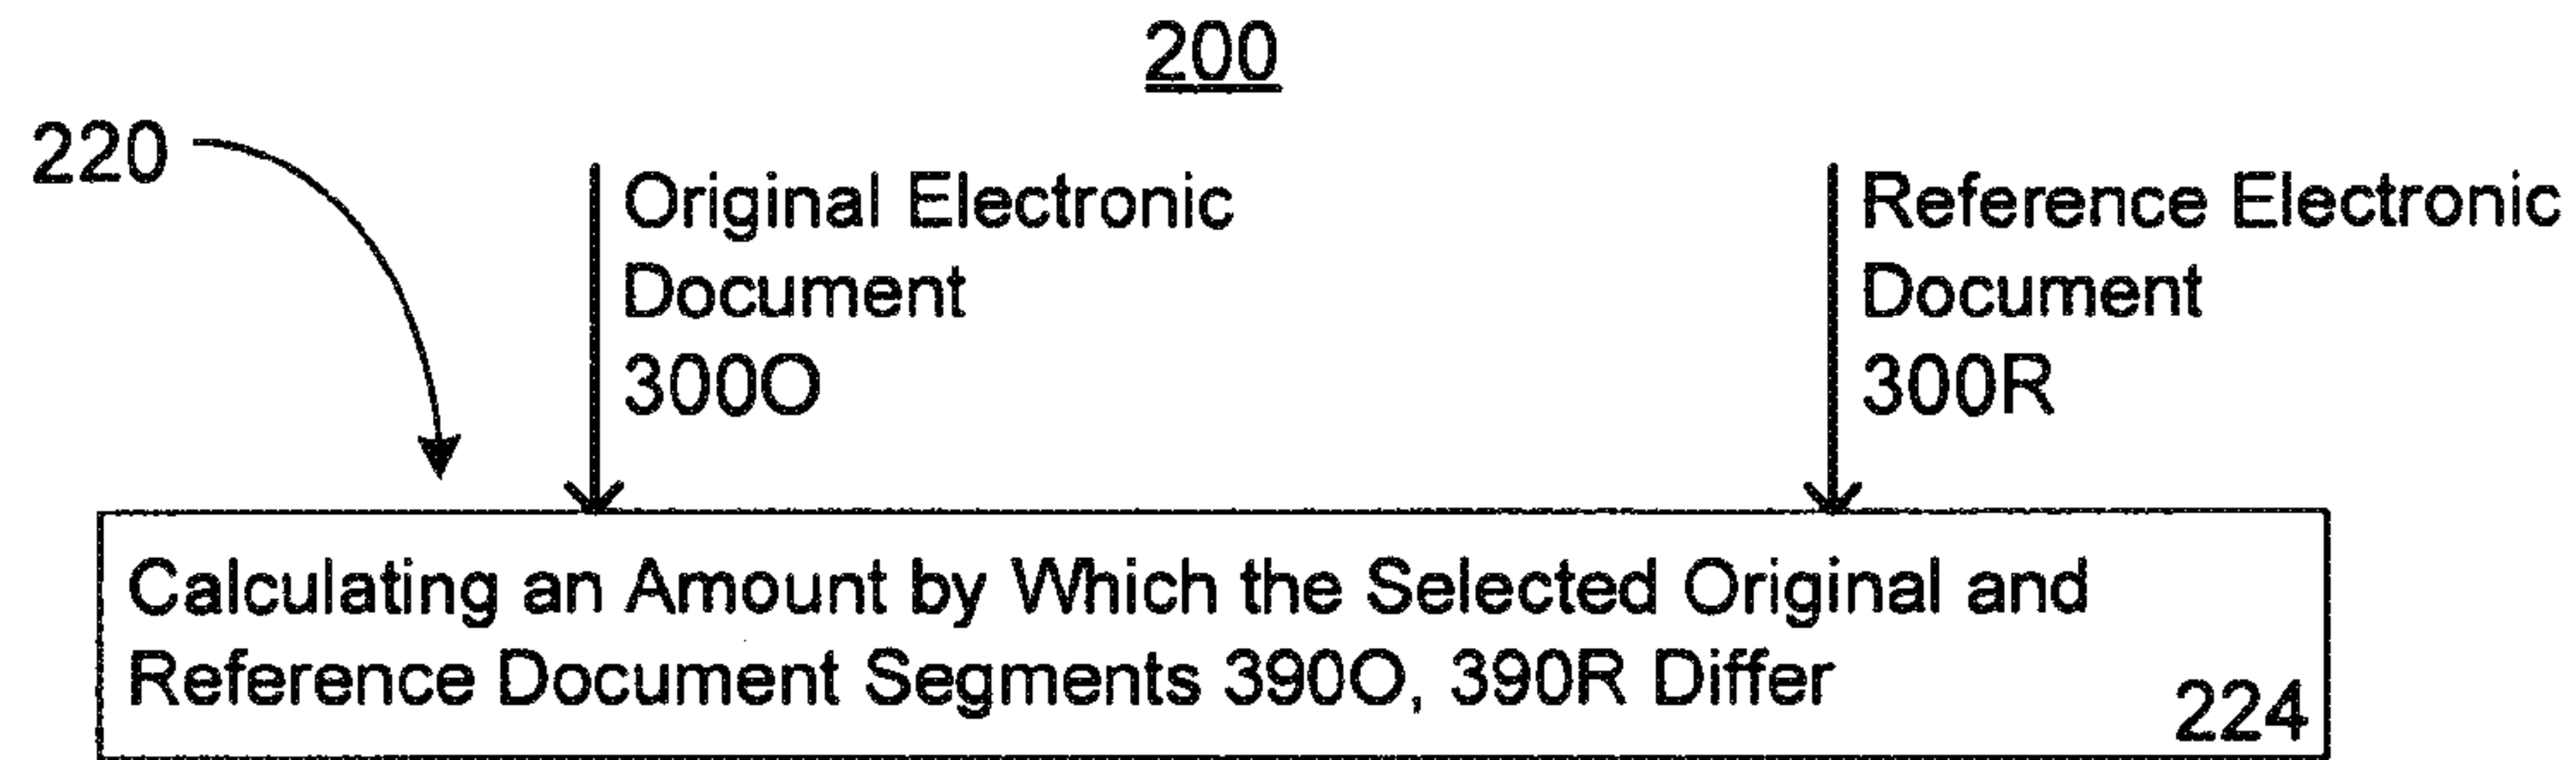 200
220
Original Electronic
Document
300O
Reference Electronic
Document
300R
Calculating an Amount by Which the Selected Original and
Reference Document Segments 390O, 390R Differ
224